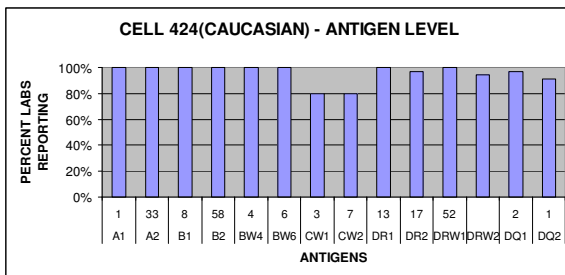 CELL 424(CAUCASIAN) - ANTIGEN LEVEL
PERCENT LABS
REPORTING
100%
80%
60%
40%
20%
0%
1 33 8 58 4 6 3 7 13 17 52 2 1
A1 A2 B1 B2 BW4 BW6 CW1 CW2 DR1 DR2 DRW1 DRW2 DQ1 DQ2
ANTIGENS